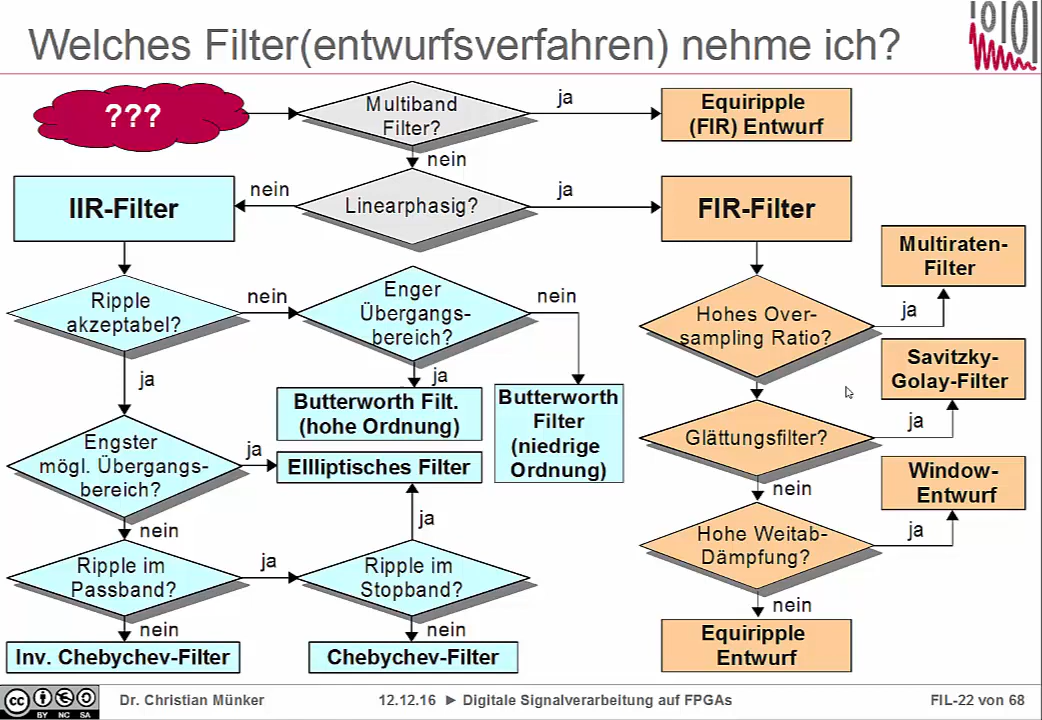 Welches Filter(entwurfsverfahren) nehme ich?
???
Multiband
Filter?
ja
Equiripple
(FIR) Entwurf
nein
IIR-Filter
nein
Linearphasig?
ja
FIR-Filter
Multiraten-
Filter
Ripple
akzeptabel?
nein
Enger
Übergangs-
bereich?
nein
Hohes Over-
sampling Ratio?
ja
ja
ja
Butterworth Filt.
(hohe Ordnung)
Butterworth
Filter
(niedrige
Ordnung)
Savitzky-
Golay-Filter
Glättungsfilter?
ja
nein
Engster
mögl. Übergangs-
bereich?
ja
Ellliptisches Filter
nein
ja
Window-
Entwurf
Hohe Weitab-
Dämpfung?
ja
nein
Ripple im
Passband?
ja
Ripple im
Stopband?
nein
nein
Inv. Chebychev-Filter
Chebychev-Filter
Equiripple
Entwurf
cc
BY NC SA
Dr. Christian Münker
12.12.16 ► Digitale Signalverarbeitung auf FPGAs
FIL-22 von 68